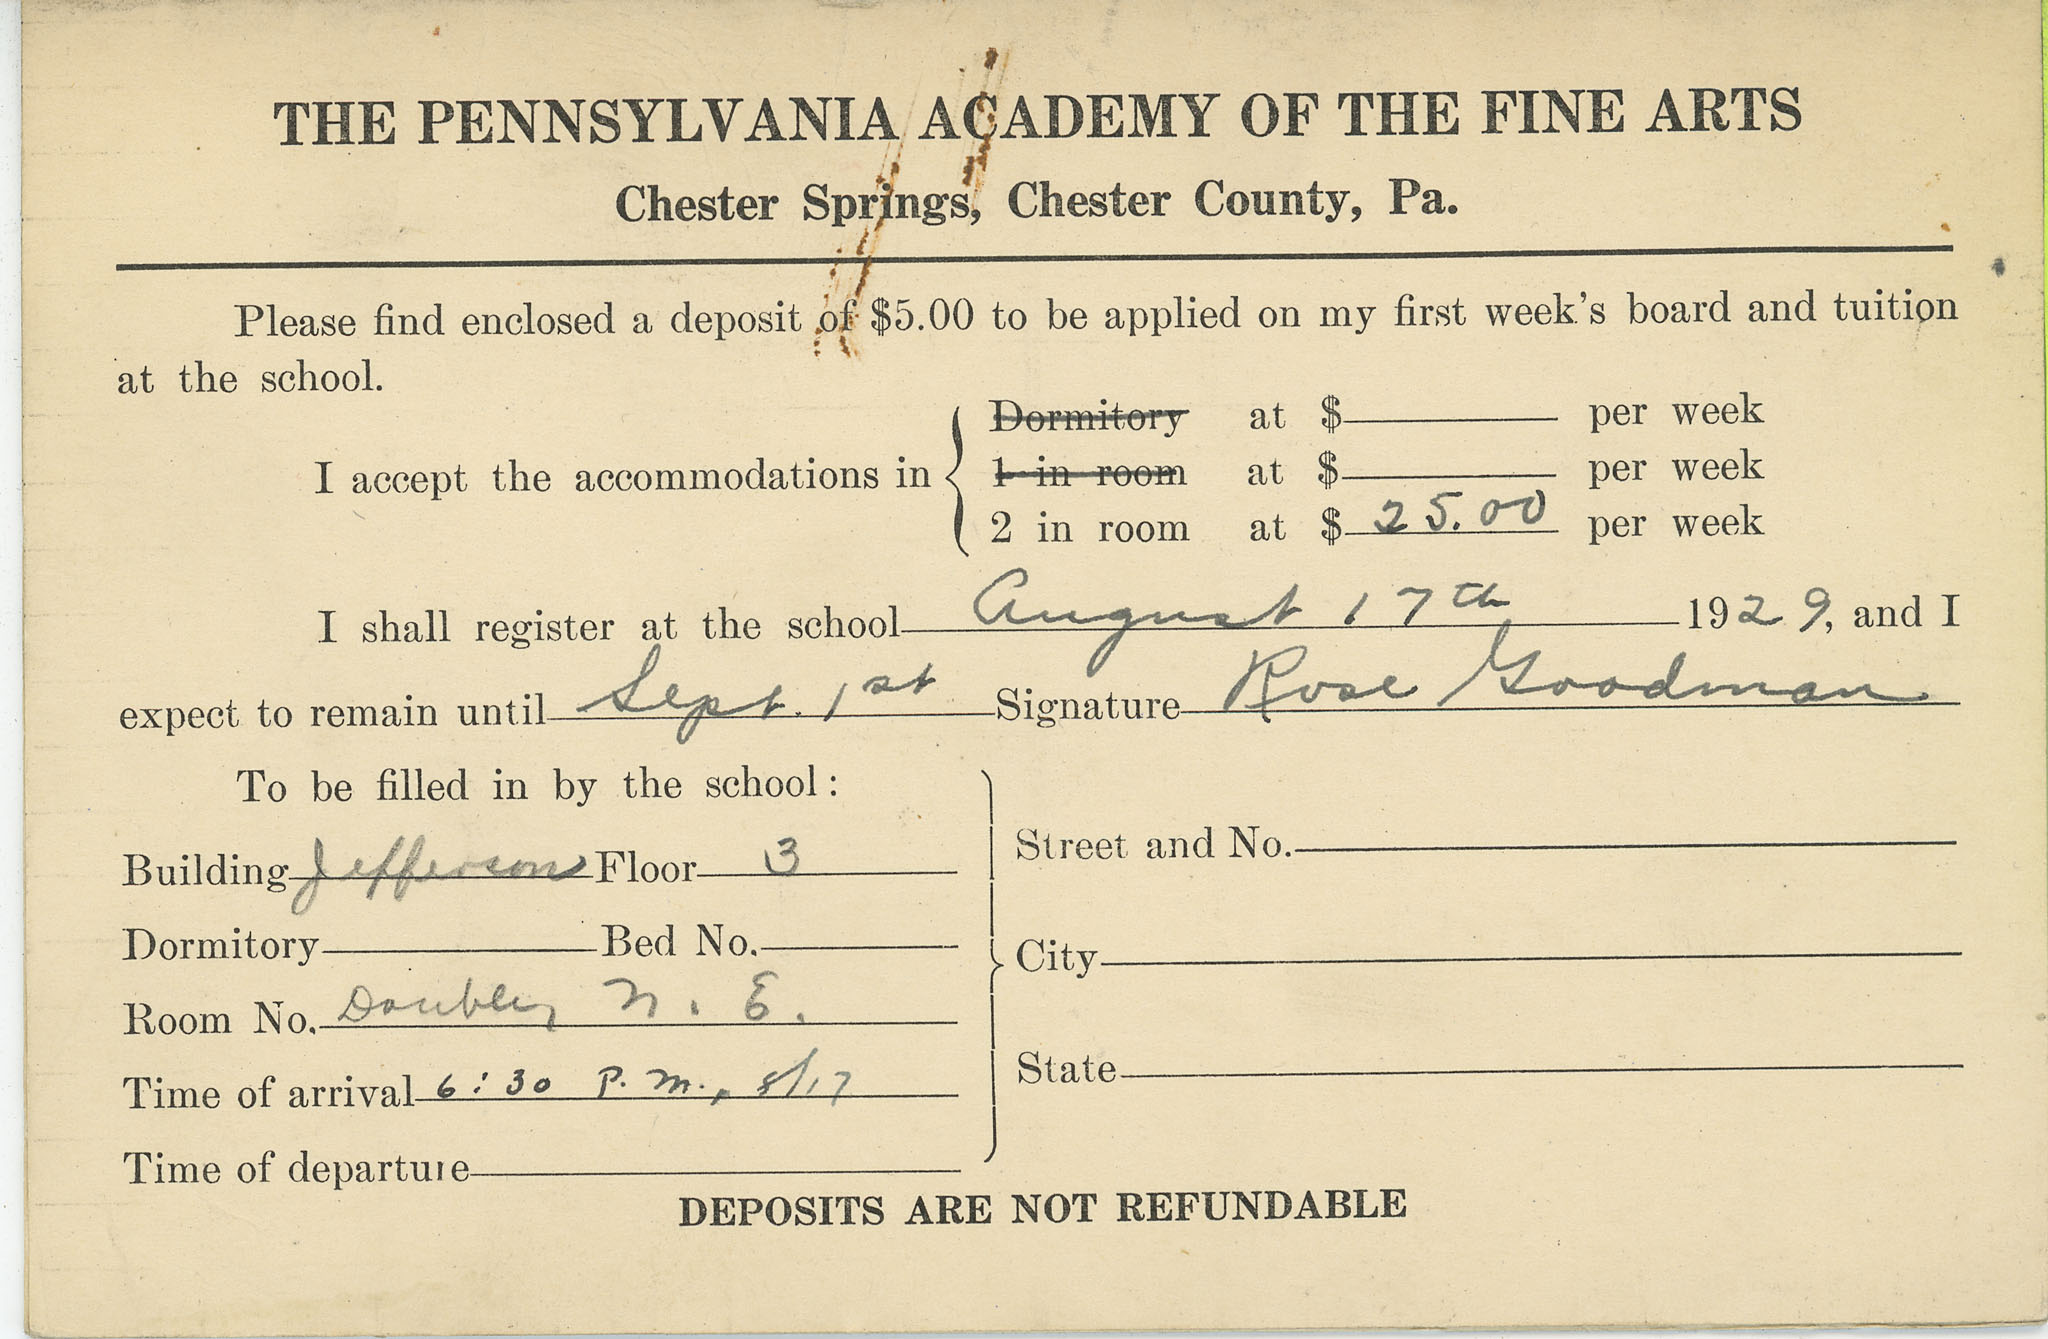 THE PENNSYLVANIA ACADEMY OF THE FINE ARTS
Chester Springs, Chester County, Pa.
Please find enclosed a deposit of $5.00 to be applied on my first week's board and tuition
at the school.
Dormitory at $ per week
I accept the accommodations in 1 in room at $ per week
2 in room at $ 25.00 per week
I shall register at the school August 17th 1929, and I
expect to remain until Sept. 1st Signature Rose Goodman
To be filled in by the school:
Building Jefferson Floor 3
Dormitory Bed No.
Room No. N. E.
Time of arrival 6:30 P.M., 8/17
Time of departure
Street and No.
City
State
DEPOSITS ARE NOT REFUNDABLE